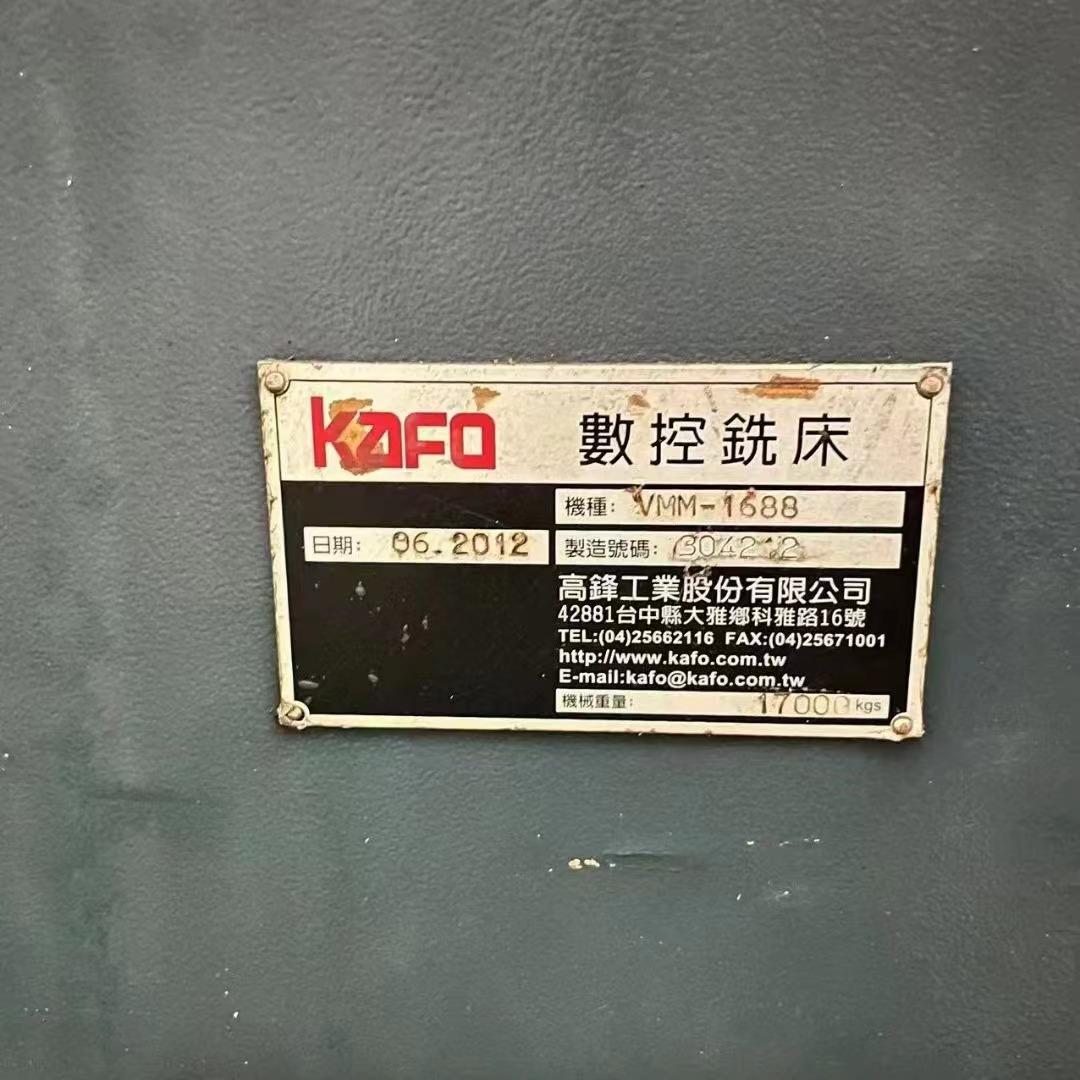 KAFO 數控銑床
機種: VMM-1688
日期: 06.2012 製造號碼: 304212
高鋒工業股份有限公司
42881台中縣大雅鄉科雅路16號
TEL:(04)25662116 FAX:(04)25671001
http://www.kafo.com.tw
E-mail:kafo@kafo.com.tw
機械重量: 17000 kgs